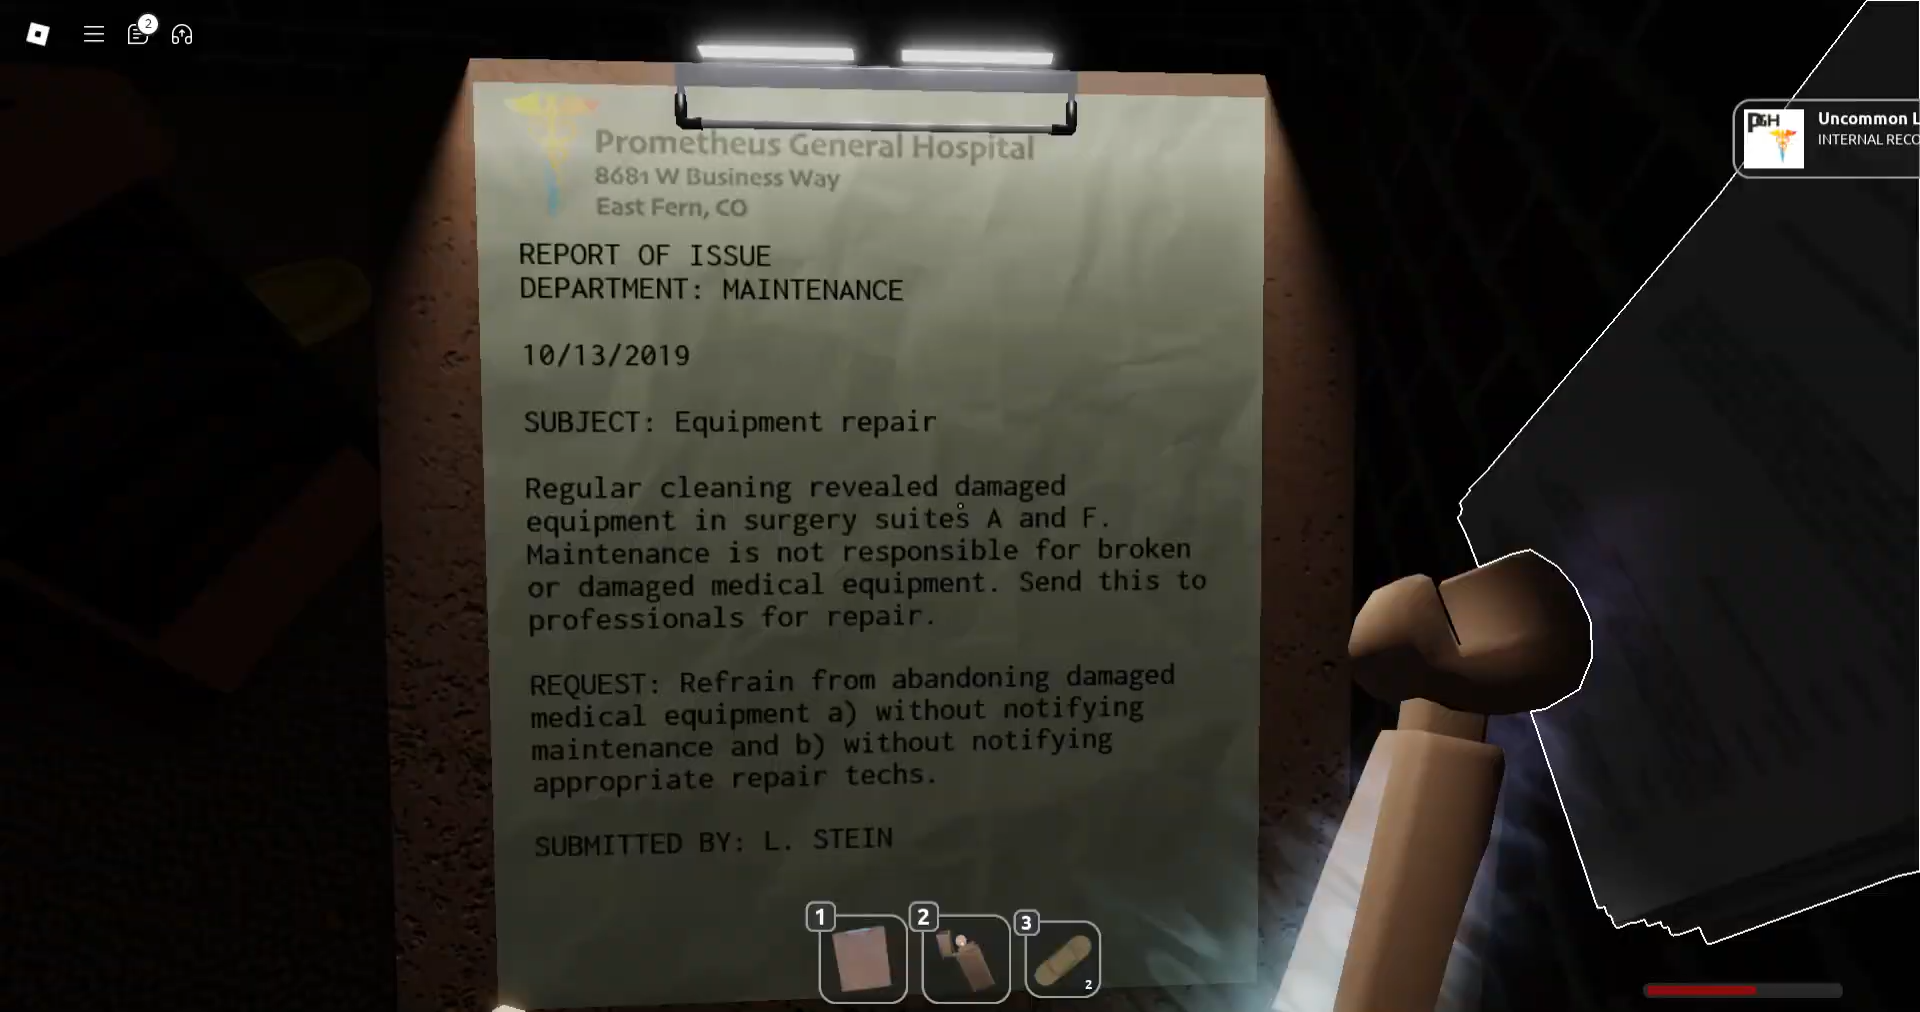 2
Prometheus General Hospital
8681 W Business Way
East Fern, CO
REPORT OF ISSUE
DEPARTMENT: MAINTENANCE
10/13/2019
SUBJECT: Equipment repair
Regular cleaning revealed damaged
equipment in surgery suites A and F.
Maintenance is not responsible for broken
or damaged medical equipment. Send this to
professionals for repair.
REQUEST: Refrain from abandoning damaged
medical equipment a) without notifying
maintenance and b) without notifying
appropriate repair techs.
SUBMITTED BY: L. STEIN
PGH
Uncommon L
INTERNAL RECO
1
2
3
2